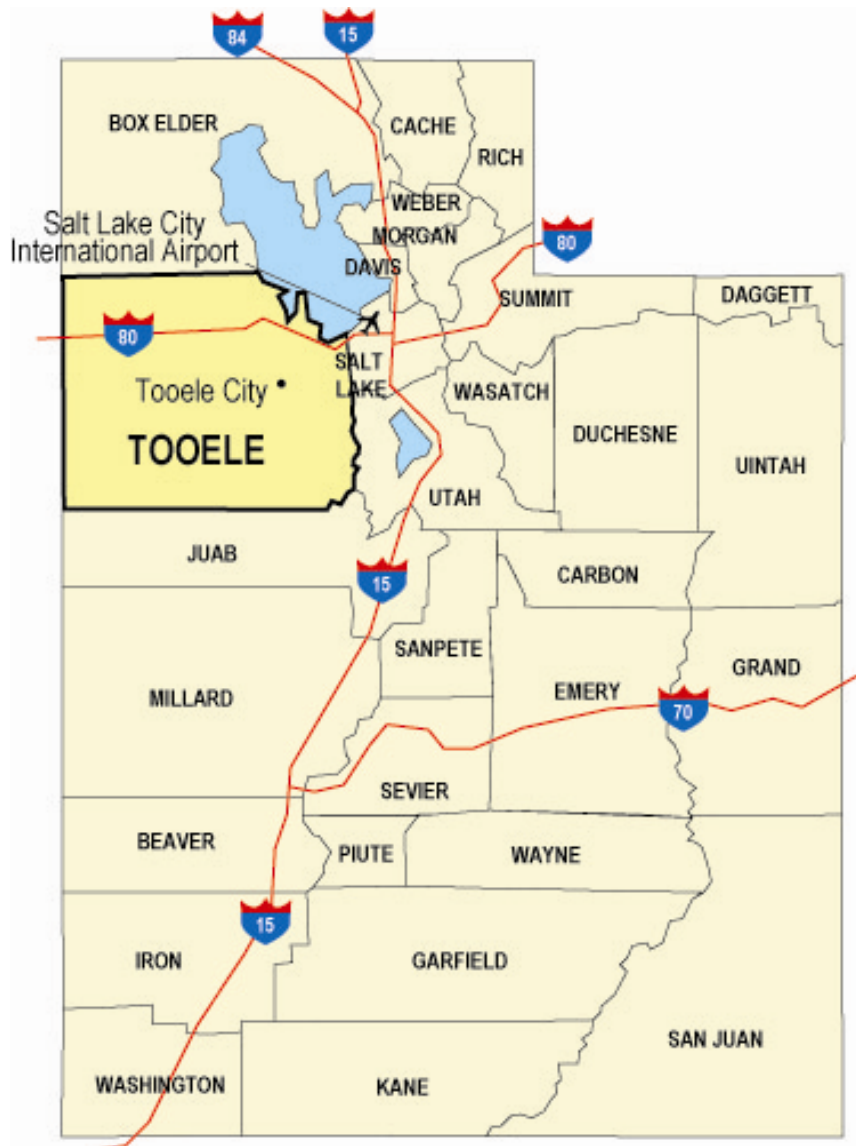 84
15
BOX ELDER
CACHE
RICH
WEBER
Salt Lake City
International Airport
MORGAN
80
DAVIS
SUMMIT
DAGGETT
80
SALT
LAKE
Tooele City
WASATCH
TOOELE
DUCHESNE
UINTAH
UTAH
JUAB
15
CARBON
SANPETE
GRAND
MILLARD
EMERY
70
SEVIER
BEAVER
PIUTE
WAYNE
15
IRON
GARFIELD
SAN JUAN
WASHINGTON
KANE